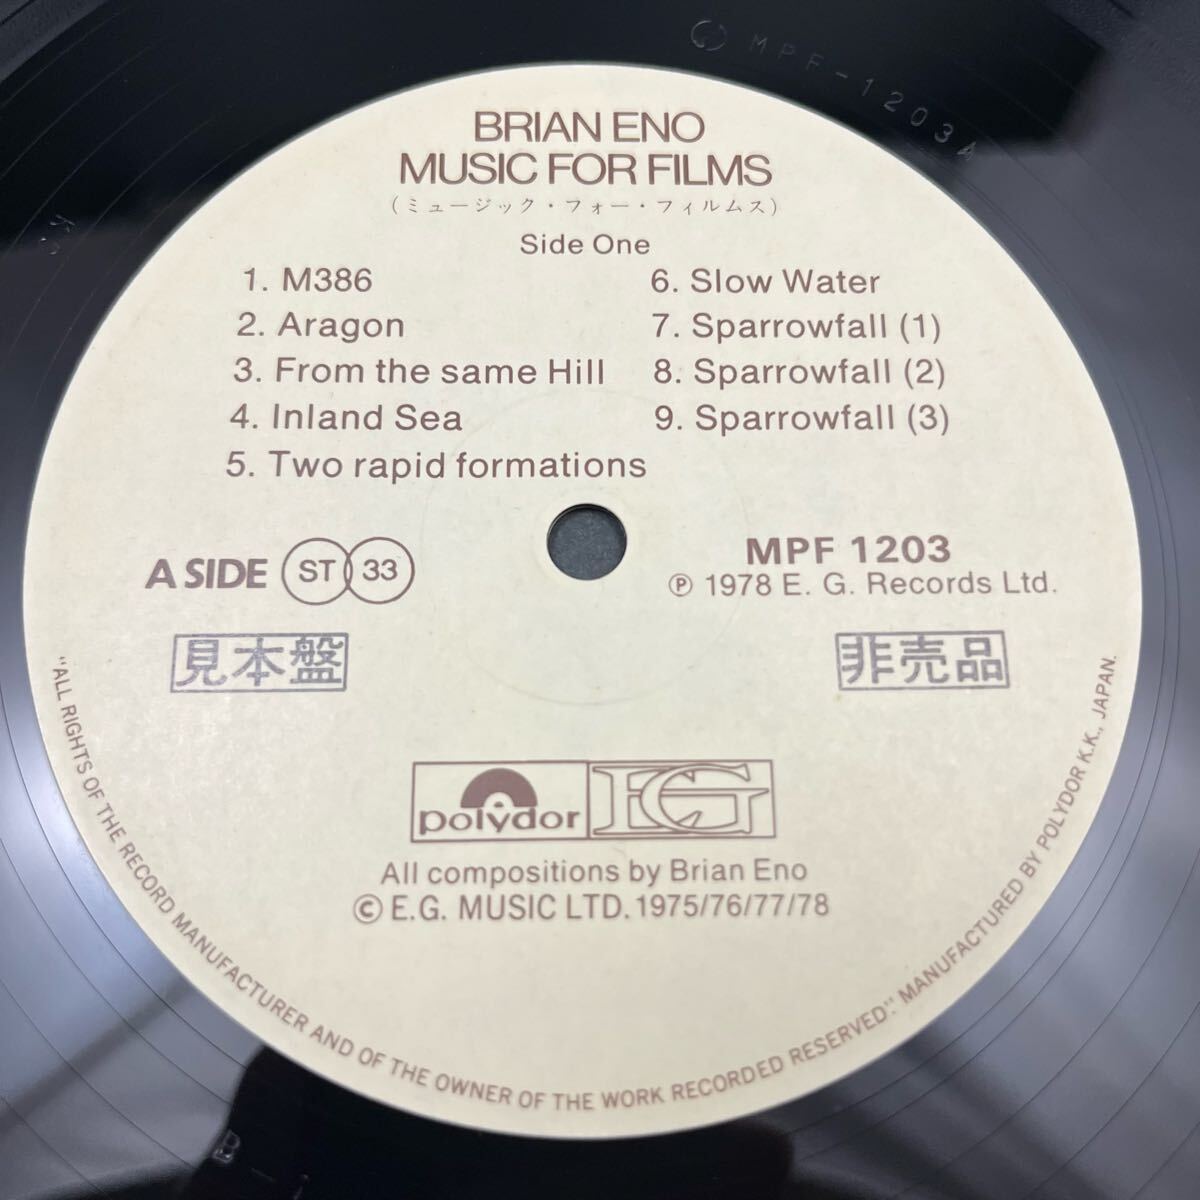 BRIAN ENO
MUSIC FOR FILMS
(ミュージック・フォー・フィルムス)
Side One
1. M386
2. Aragon
3. From the same Hill
4. Inland Sea
5. Two rapid formations
6. Slow Water
7. Sparrowfall (1)
8. Sparrowfall (2)
9. Sparrowfall (3)
A SIDE ST 33
MPF 1203
Ⓟ 1978 E. G. Records Ltd.
見本盤
非売品
polydor EG
All compositions by Brian Eno
© E.G. MUSIC LTD. 1975/76/77/78
"ALL RIGHTS OF THE RECORD MANUFACTURER AND OF THE OWNER OF THE WORK RECORDED RESERVED". MANUFACTURED BY POLYDOR K.K., JAPAN.
MPF-1203A